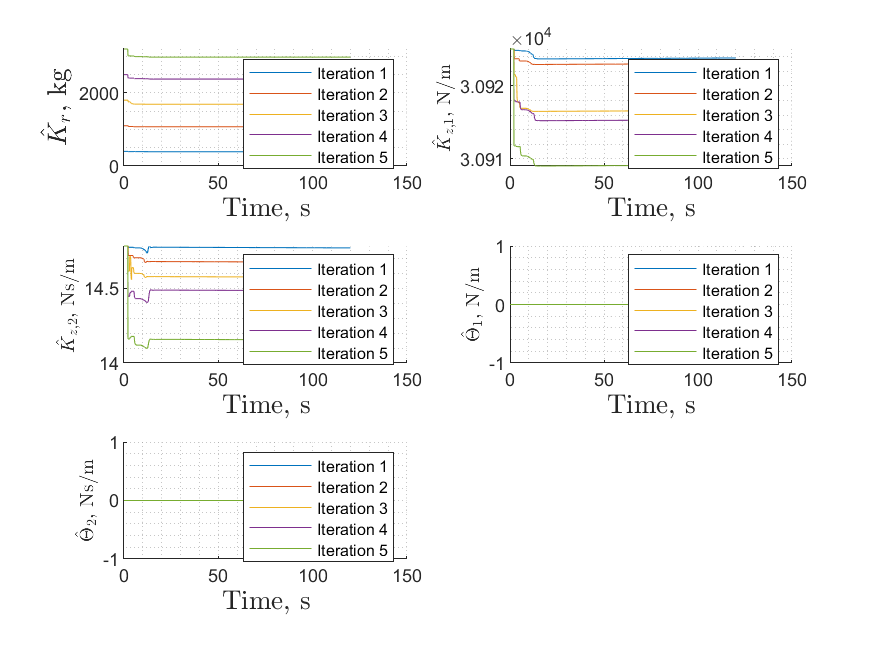 K̂_r, kg
2000
0
0 50 100 150
Time, s
Iteration 1
Iteration 2
Iteration 3
Iteration 4
Iteration 5
×10^4
K̂_{z,1}, N/m
3.092
3.091
0 50 100 150
Time, s
Iteration 1
Iteration 2
Iteration 3
Iteration 4
Iteration 5
K̂_{z,2}, Ns/m
14.5
14
0 50 100 150
Time, s
Iteration 1
Iteration 2
Iteration 3
Iteration 4
Iteration 5
Θ̂_1, N/m
1
0
-1
0 50 100 150
Time, s
Iteration 1
Iteration 2
Iteration 3
Iteration 4
Iteration 5
Θ̂_2, Ns/m
1
0
-1
0 50 100 150
Time, s
Iteration 1
Iteration 2
Iteration 3
Iteration 4
Iteration 5